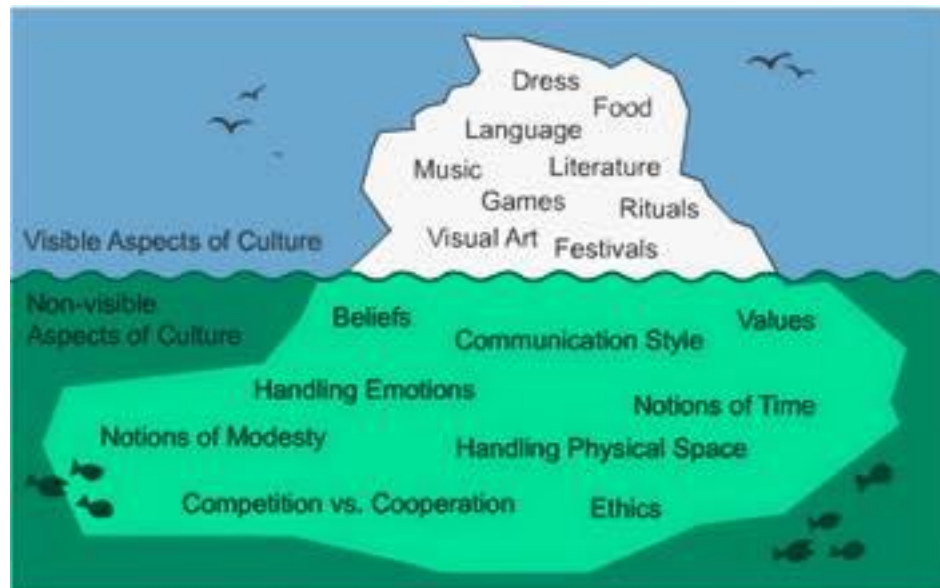 Dress
Food
Language
Music
Literature
Games
Rituals
Visual Art
Festivals
Visible Aspects of Culture
Non-visible
Aspects of Culture
Beliefs
Values
Communication Style
Handling Emotions
Notions of Time
Notions of Modesty
Handling Physical Space
Competition vs. Cooperation
Ethics